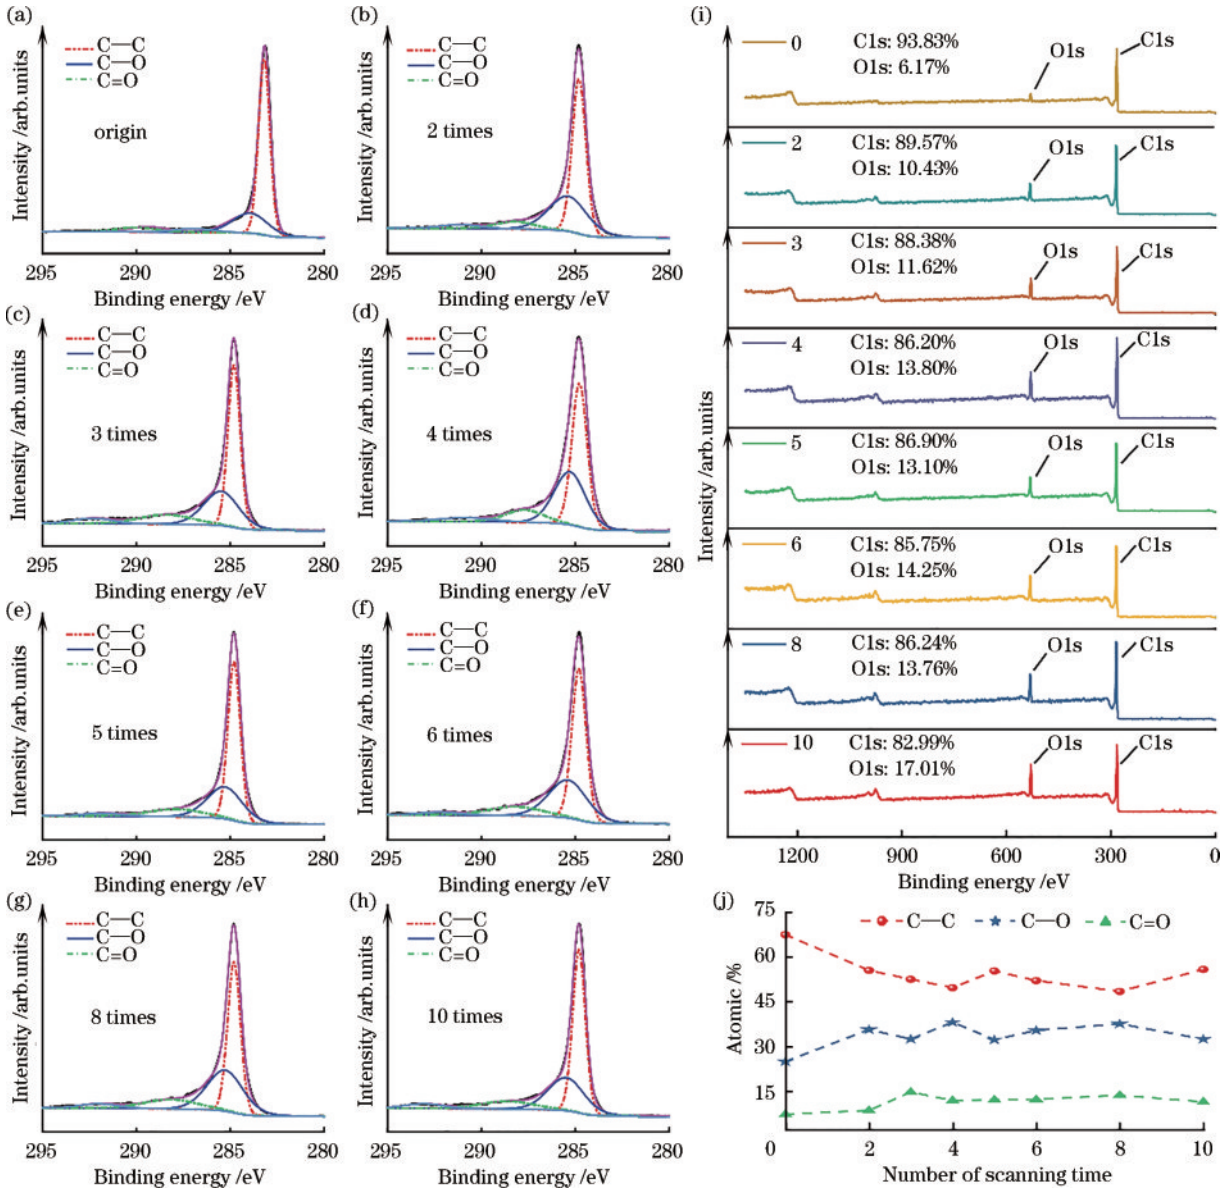 (a)
Intensity /arb.units
C—C
C—O
C=O
origin
295 290 285 280
Binding energy /eV
(b)
Intensity /arb.units
C—C
C—O
C=O
2 times
295 290 285 280
Binding energy /eV
(c)
Intensity /arb.units
C—C
C—O
C=O
3 times
295 290 285 280
Binding energy /eV
(d)
Intensity /arb.units
C—C
C—O
C=O
4 times
295 290 285 280
Binding energy /eV
(e)
Intensity /arb.units
C—C
C—O
C=O
5 times
295 290 285 280
Binding energy /eV
(f)
Intensity /arb.units
C—C
C—O
C=O
6 times
295 290 285 280
Binding energy /eV
(g)
Intensity /arb.units
C—C
C—O
C=O
8 times
295 290 285 280
Binding energy /eV
(h)
Intensity /arb.units
C—C
C—O
C=O
10 times
295 290 285 280
Binding energy /eV
(i)
Intensity /arb.units
0 C1s: 93.83% O1s C1s
O1s: 6.17%
2 C1s: 89.57% O1s C1s
O1s: 10.43%
3 C1s: 88.38% O1s C1s
O1s: 11.62%
4 C1s: 86.20% O1s C1s
O1s: 13.80%
5 C1s: 86.90% O1s C1s
O1s: 13.10%
6 C1s: 85.75% O1s C1s
O1s: 14.25%
8 C1s: 86.24% O1s C1s
O1s: 13.76%
10 C1s: 82.99% O1s C1s
O1s: 17.01%
1200 900 600 300 0
Binding energy /eV
(j)
C—C C—O C=O
Atomic /%
75
60
45
30
15
0 2 4 6 8 10
Number of scanning time